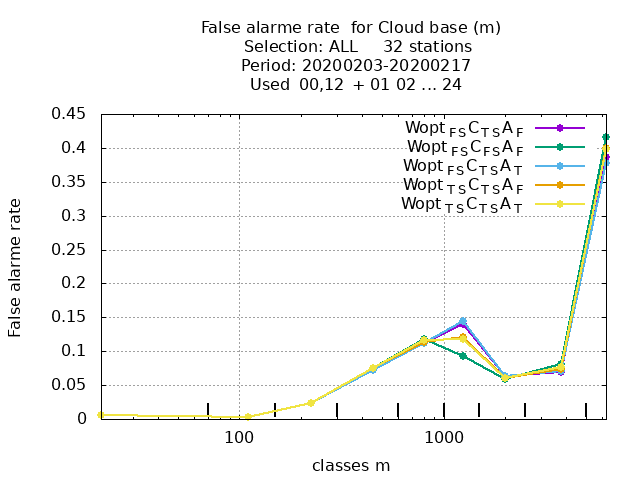 False alarme rate  for Cloud base (m)
Selection: ALL     32 stations
Period: 20200203-20200217
Used  00,12  + 01 02 ... 24
0.45
0.4
0.35
0.3
0.25
0.2
0.15
0.1
0.05
0
False alarme rate
Wopt FS C TS A F
Wopt FS C FS A F
Wopt FS C TS A T
Wopt TS C TS A F
Wopt TS C TS A T
100
1000
classes m